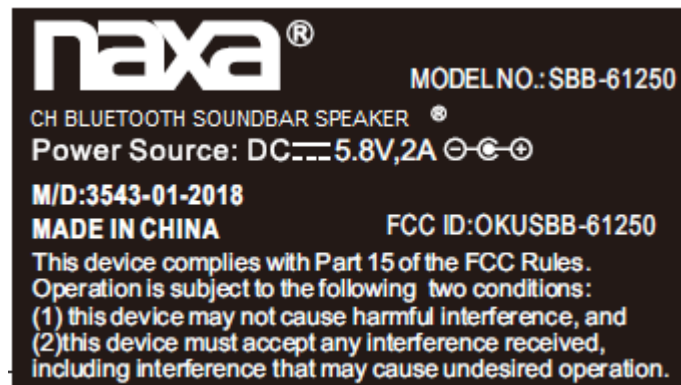 naxa®
MODEL NO.: SBB-61250
CH BLUETOOTH SOUNDBAR SPEAKER ®
Power Source: DC 5.8V,2A
M/D:3543-01-2018
MADE IN CHINA
FCC ID:OKUSBB-61250
This device complies with Part 15 of the FCC Rules.
Operation is subject to the following two conditions:
(1) this device may not cause harmful interference, and
(2)this device must accept any interference received,
including interference that may cause undesired operation.